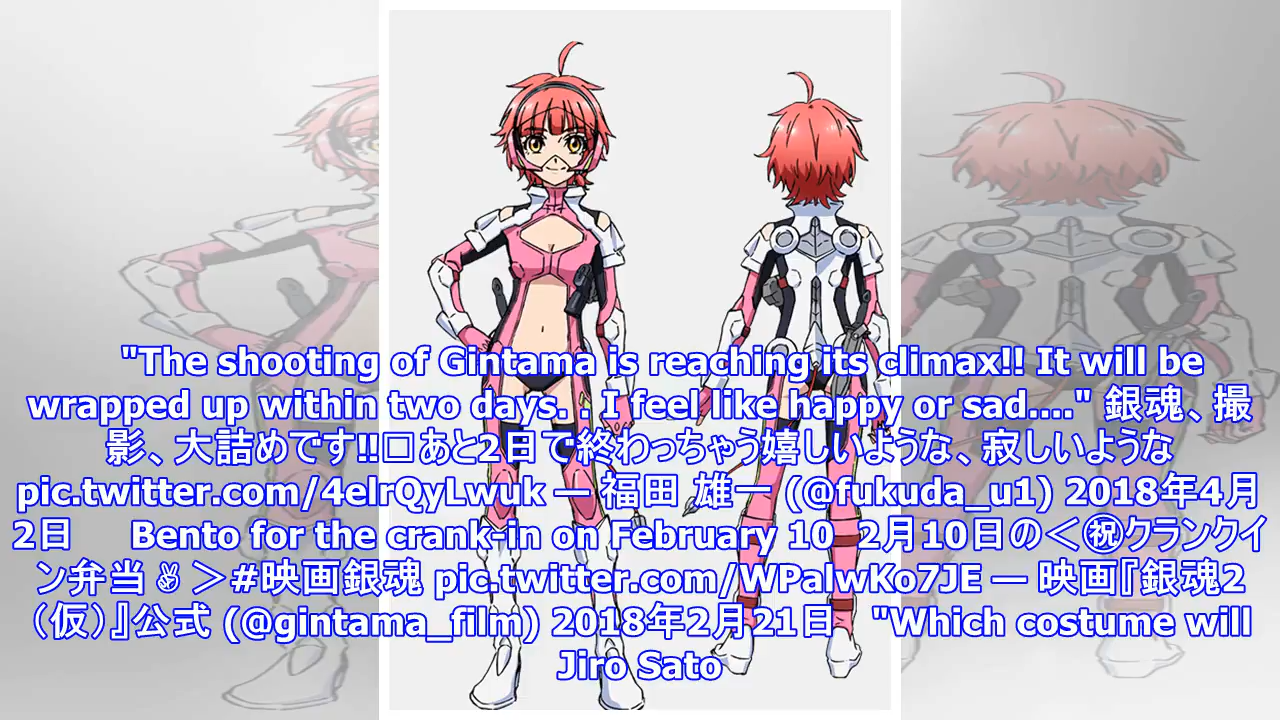 "The shooting of Gintama is reaching its climax!! It will be
wrapped up within two days. . I feel like happy or sad...." 銀魂、撮
影、大詰めです!!□あと2日で終わっちゃう嬉しいような、寂しいような
pic.twitter.com/4elrQyLwuk — 福田 雄一 (@fukuda_u1) 2018年4月
2日 Bento for the crank-in on February 10 2月10日の＜㊗クランクイ
ン弁当✌＞#映画銀魂 pic.twitter.com/WPalwKo7JE — 映画『銀魂2
（仮）』公式 (@gintama_film) 2018年2月21日 "Which costume will
Jiro Sato